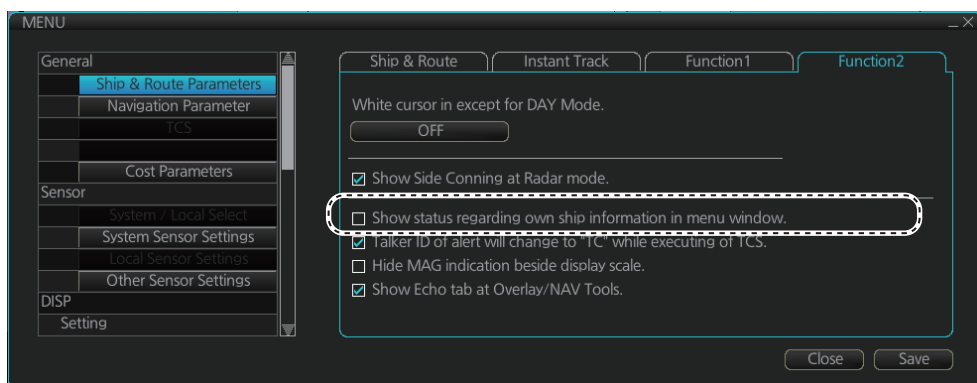 MENU
General
Ship & Route Parameters
Navigation Parameter
TCS
Cost Parameters
Sensor
System / Local Select
System Sensor Settings
Local Sensor Settings
Other Sensor Settings
DISP
Setting
Ship & Route Instant Track Function1 Function2
White cursor in except for DAY Mode.
OFF
Show Side Conning at Radar mode.
Show status regarding own ship information in menu window.
Talker ID of alert will change to "TC" while executing of TCS.
Hide MAG indication beside display scale.
Show Echo tab at Overlay/NAV Tools.
Close Save